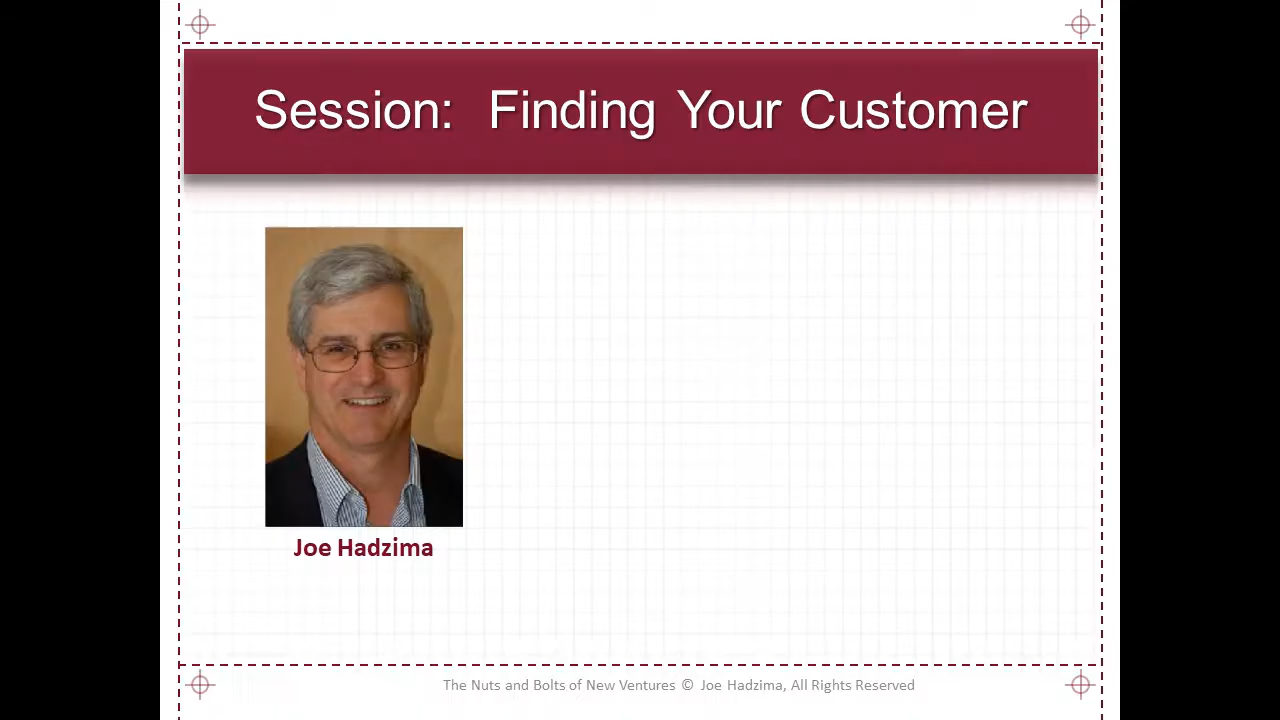 Session: Finding Your Customer
Joe Hadzima
The Nuts and Bolts of New Ventures © Joe Hadzima, All Rights Reserved